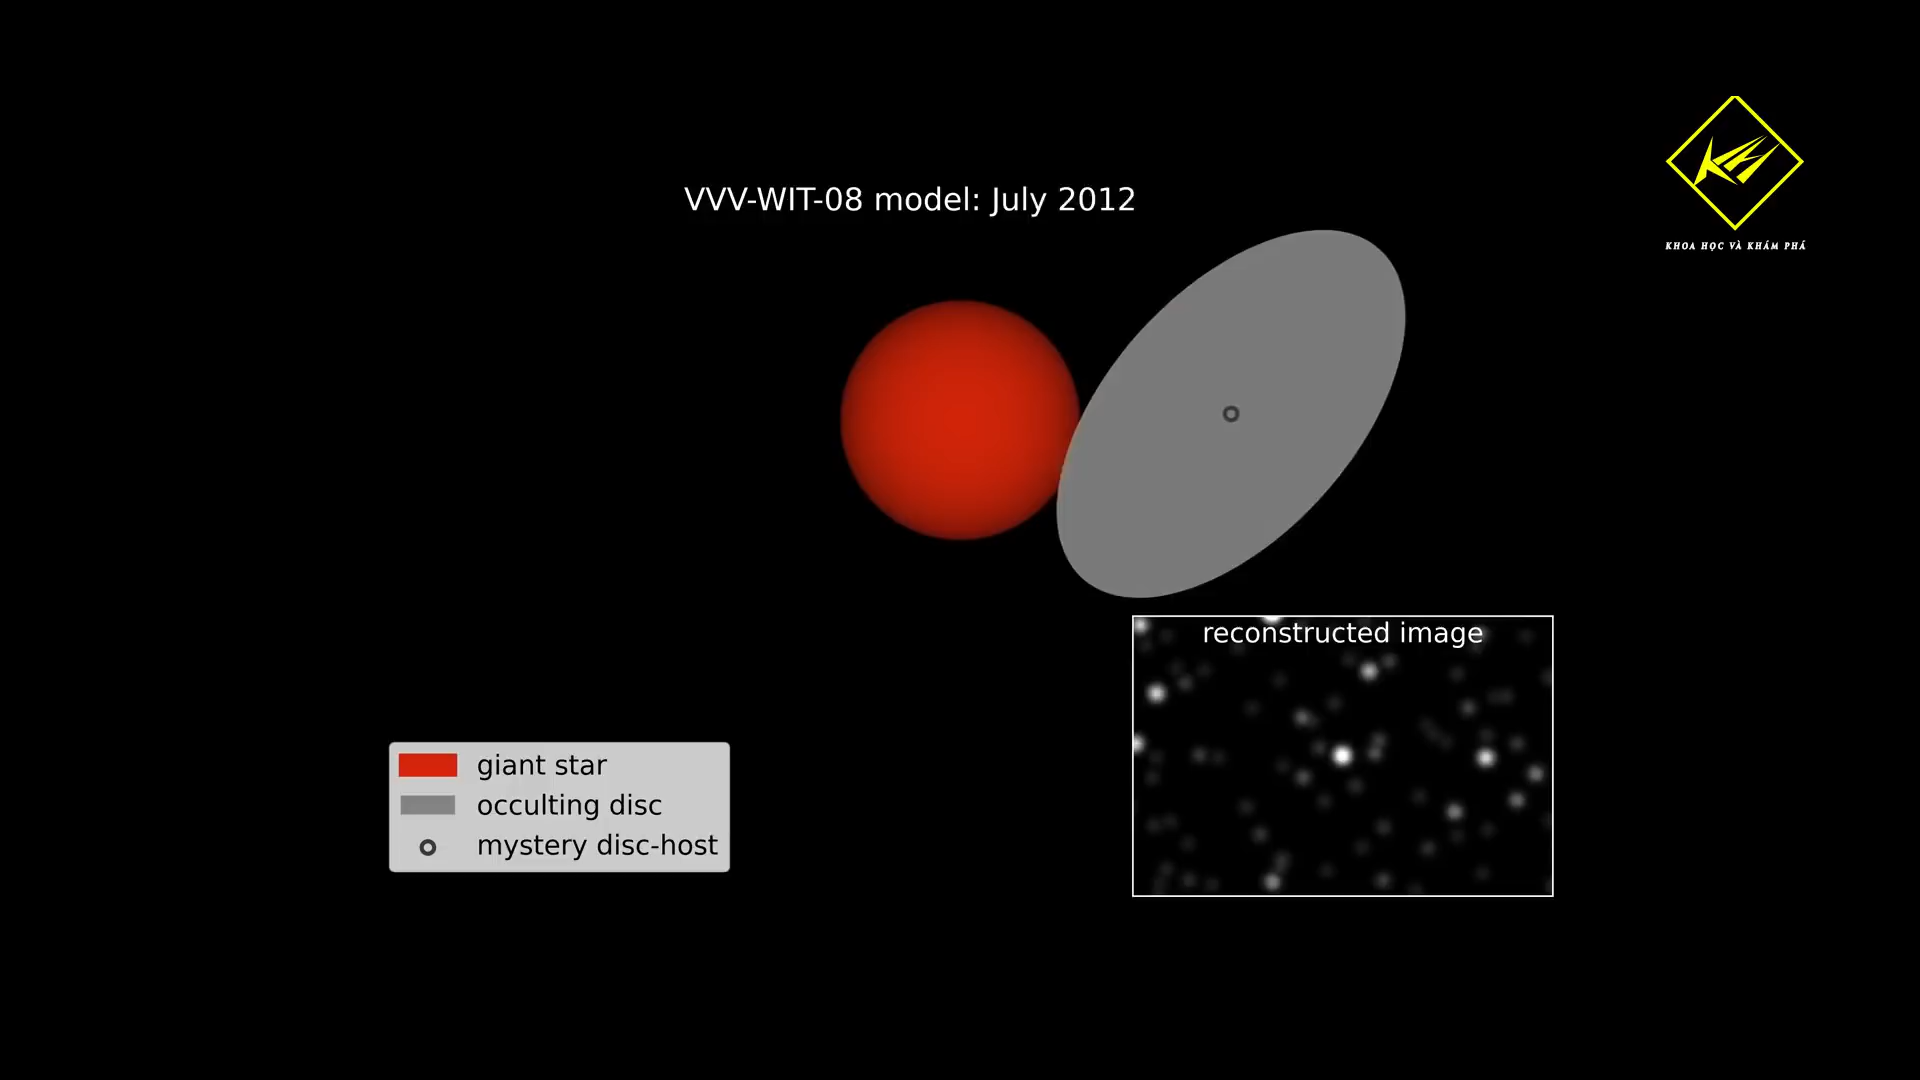 VVV-WIT-08 model: July 2012
KHOA HỌC VÀ KHÁM PHÁ
reconstructed image
giant star
occulting disc
mystery disc-host